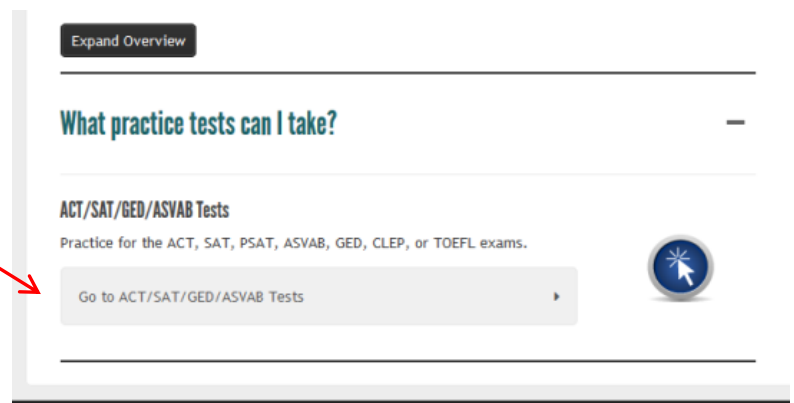 Expand Overview
What practice tests can I take?
ACT/SAT/GED/ASVAB Tests
Practice for the ACT, SAT, PSAT, ASVAB, GED, CLEP, or TOEFL exams.
Go to ACT/SAT/GED/ASVAB Tests